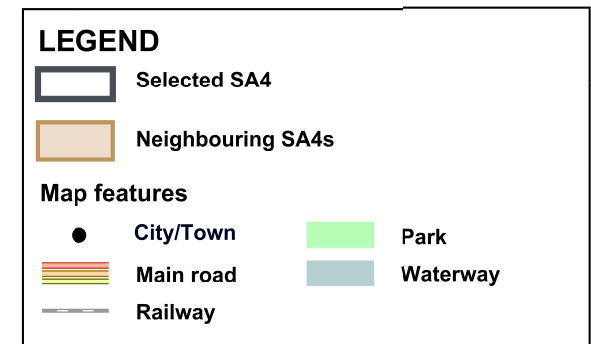 LEGEND
Selected SA4
Neighbouring SA4s
Map features
City/Town
Park
Main road
Waterway
Railway